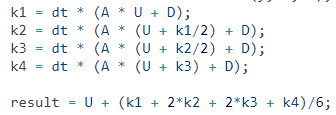 k1 = dt * (A * U + D);
k2 = dt * (A * (U + k1/2) + D);
k3 = dt * (A * (U + k2/2) + D);
k4 = dt * (A * (U + k3) + D);
result = U + (k1 + 2*k2 + 2*k3 + k4)/6;